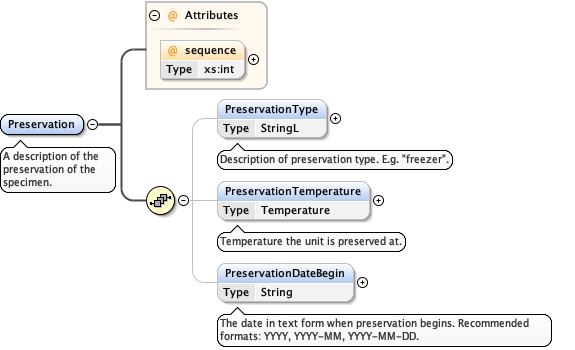 @ Attributes
@ sequence
Type xs:int
Preservation
A description of the
preservation of the
specimen.
PreservationType
Type StringL
Description of preservation type. E.g. "freezer".
PreservationTemperature
Type Temperature
Temperature the unit is preserved at.
PreservationDateBegin
Type String
The date in text form when preservation begins. Recommended
formats: YYYY, YYYY-MM, YYYY-MM-DD.